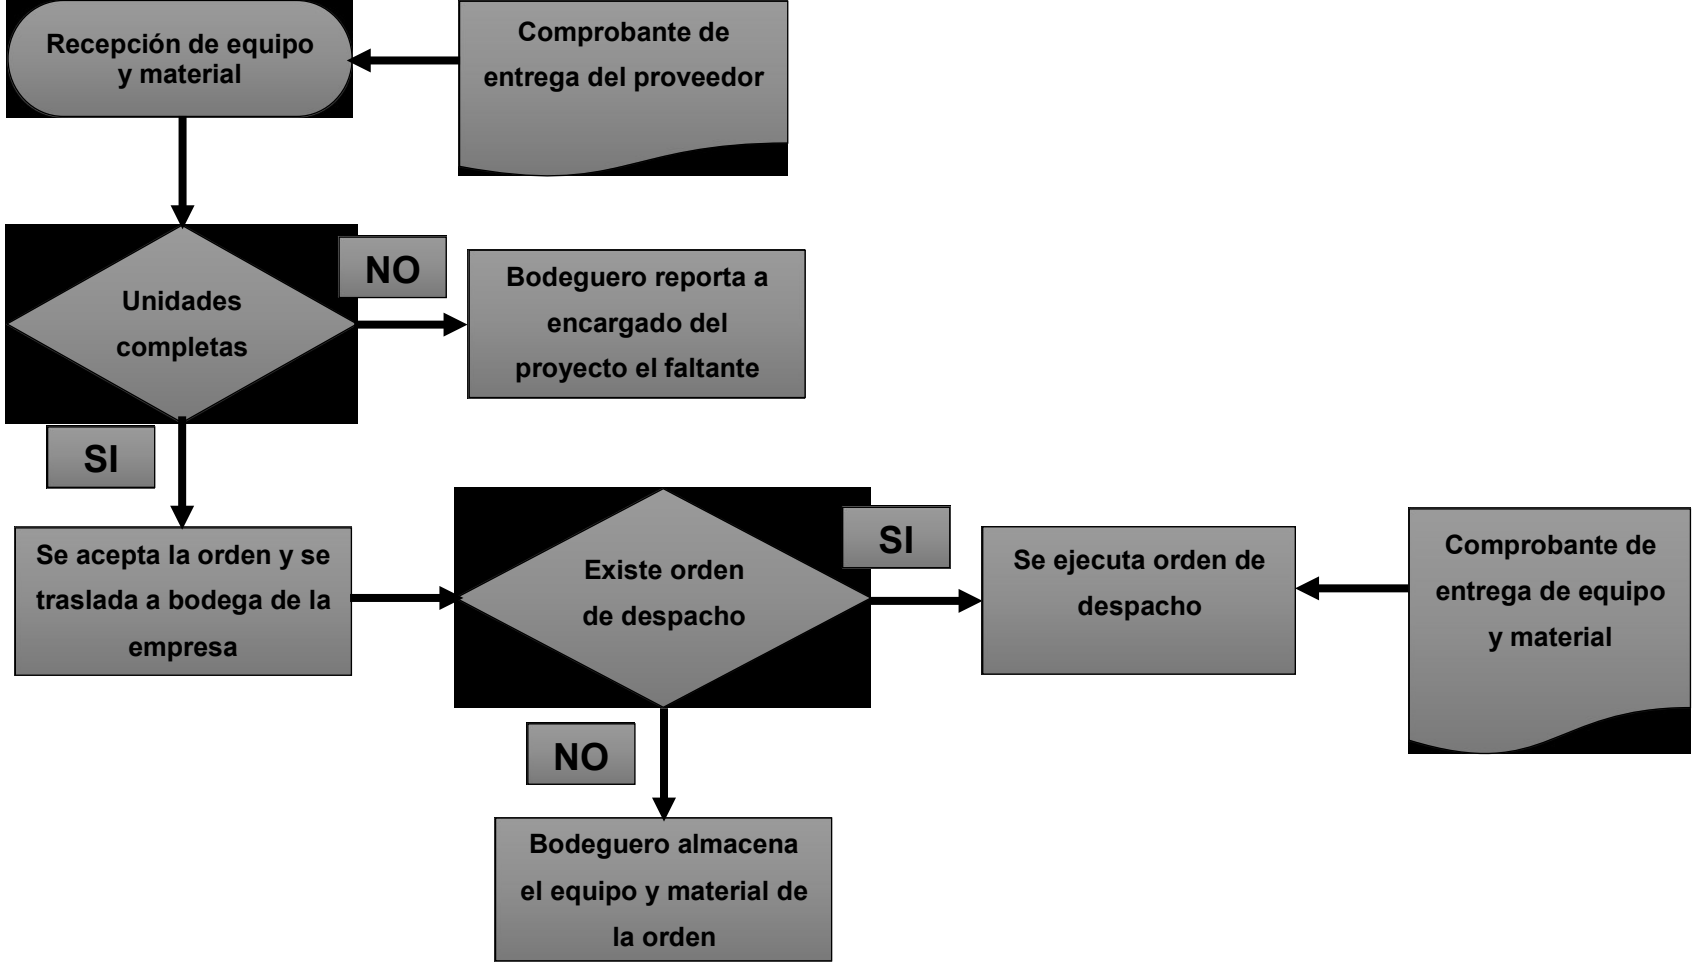 Recepción de equipo
y material
Comprobante de
entrega del proveedor
Unidades
completas
NO
Bodeguero reporta a
encargado del
proyecto el faltante
SI
Se acepta la orden y se
traslada a bodega de la
empresa
Existe orden
de despacho
SI
Se ejecuta orden de
despacho
Comprobante de
entrega de equipo
y material
NO
Bodeguero almacena
el equipo y material de
la orden